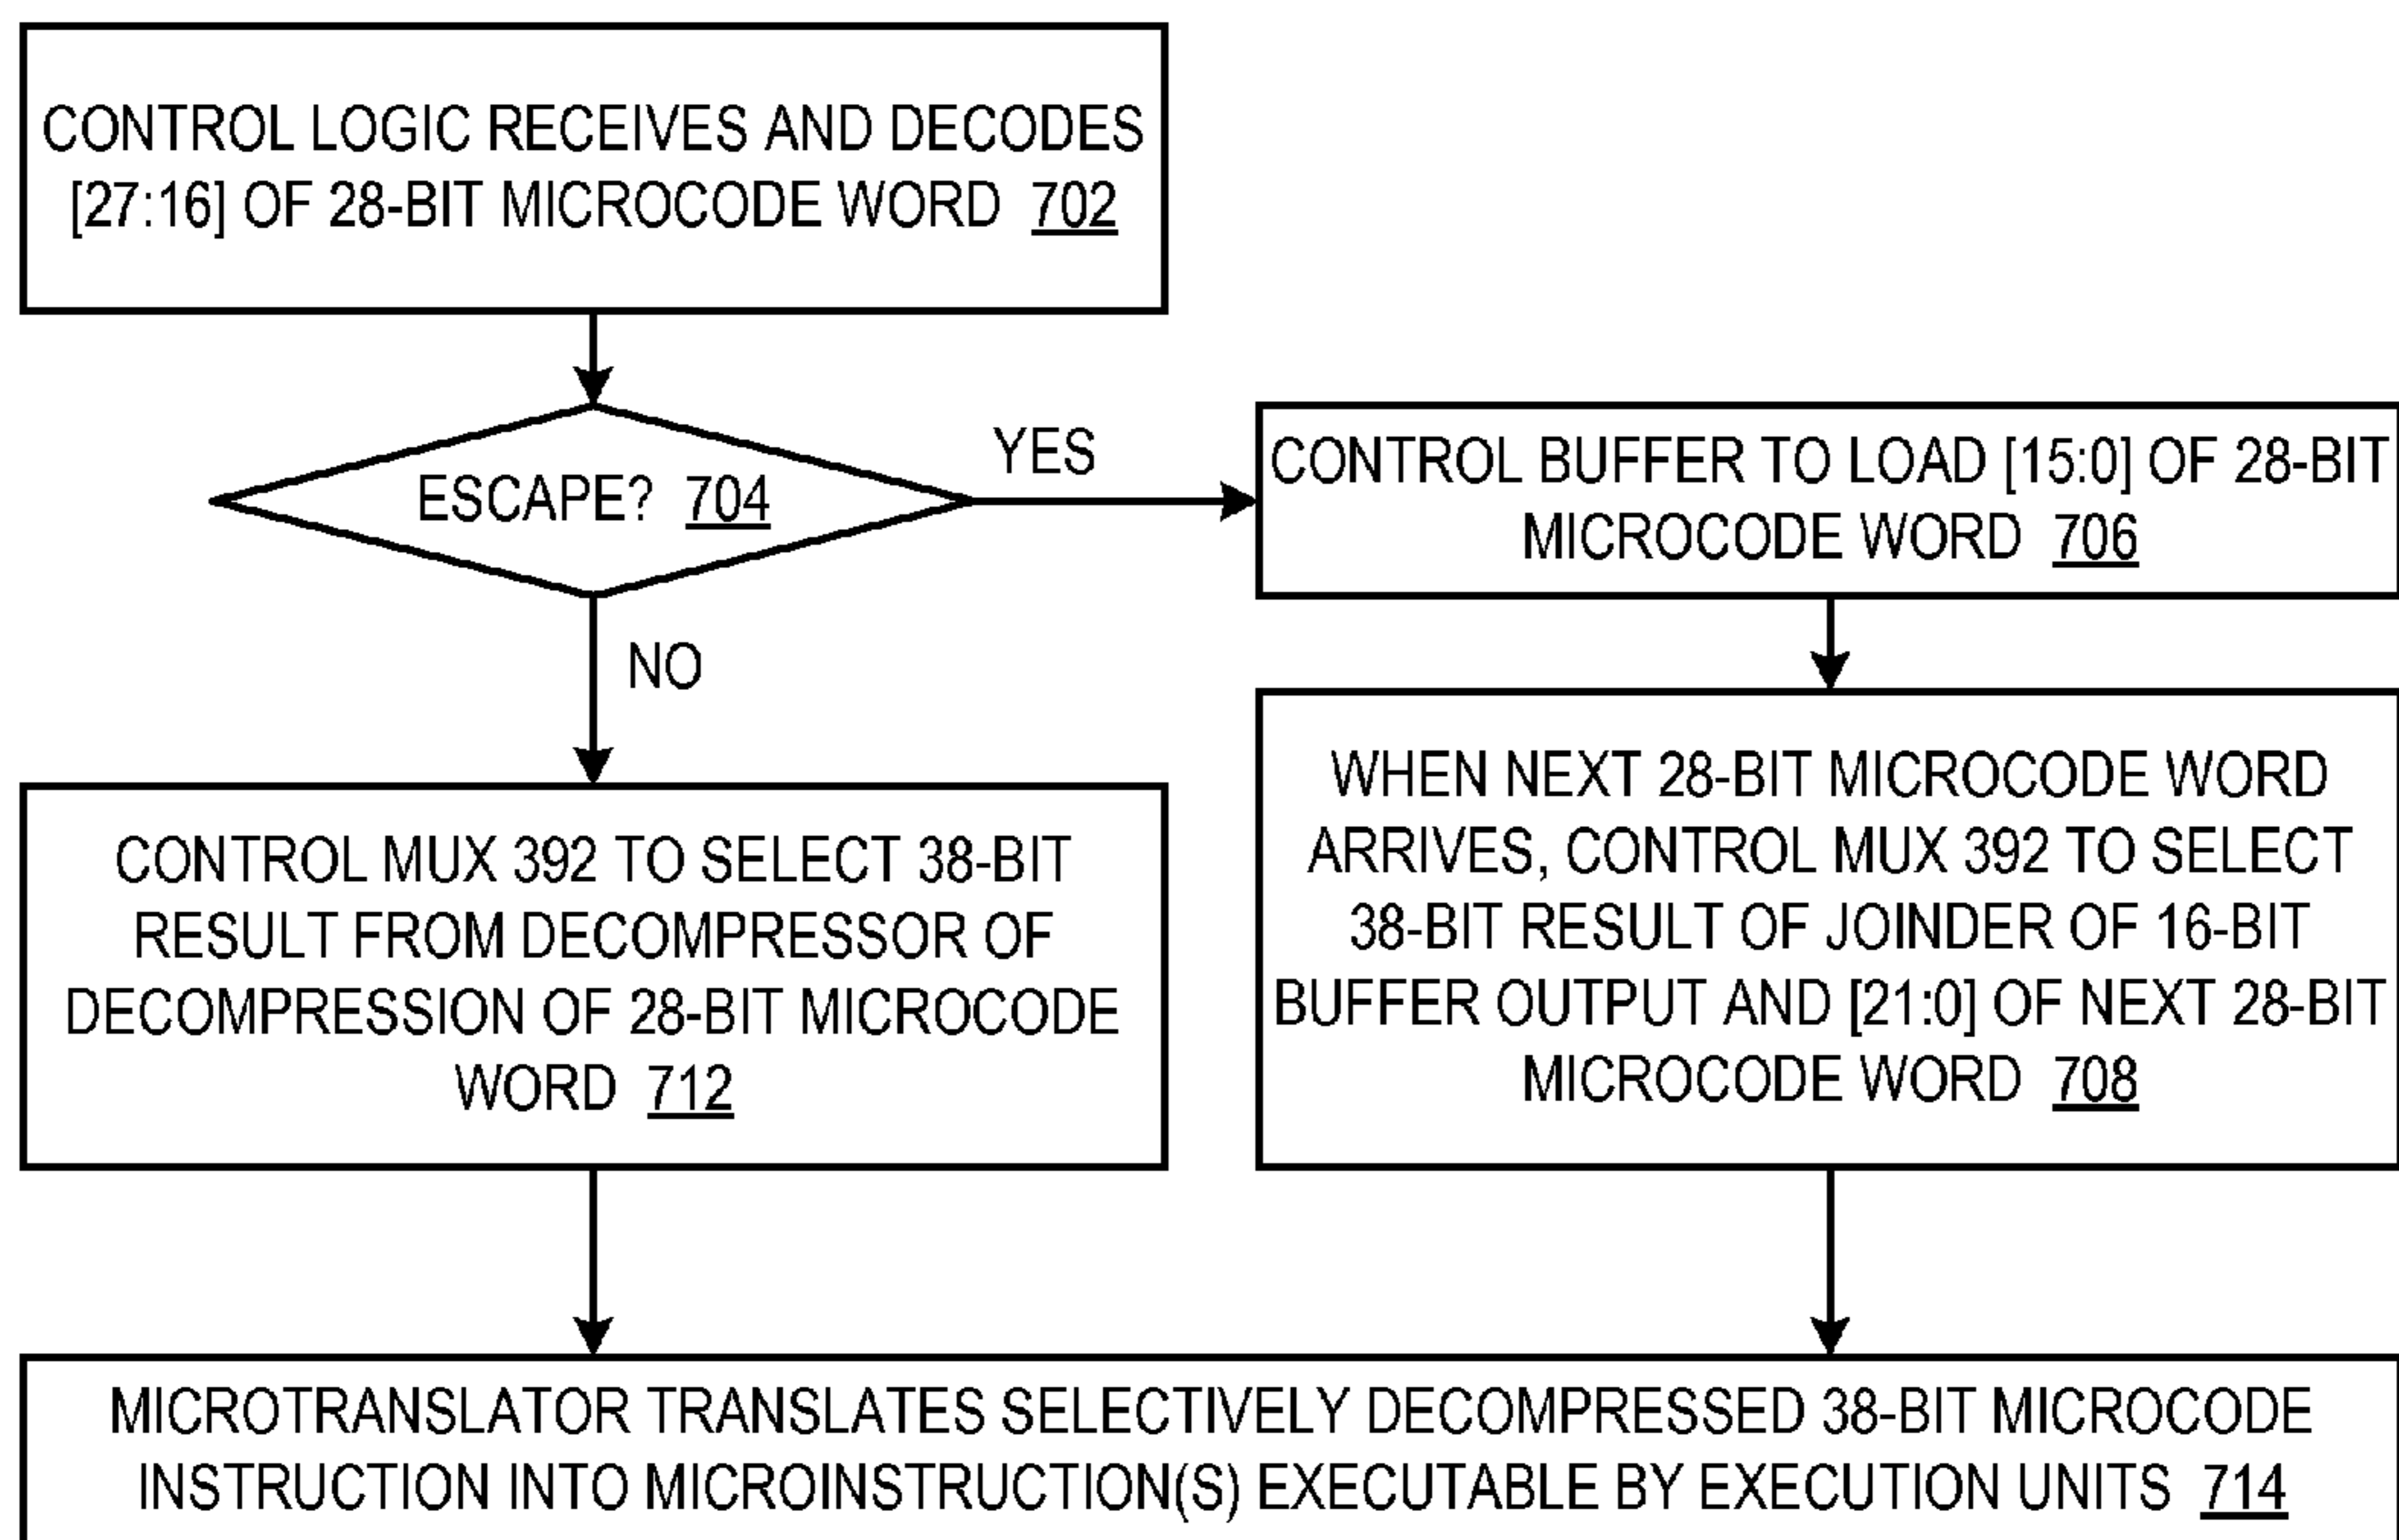 CONTROL LOGIC RECEIVES AND DECODES
[27:16] OF 28-BIT MICROCODE WORD 702
ESCAPE? 704
YES
CONTROL BUFFER TO LOAD [15:0] OF 28-BIT
MICROCODE WORD 706
NO
CONTROL MUX 392 TO SELECT 38-BIT
RESULT FROM DECOMPRESSOR OF
DECOMPRESSION OF 28-BIT MICROCODE
WORD 712
WHEN NEXT 28-BIT MICROCODE WORD
ARRIVES, CONTROL MUX 392 TO SELECT
38-BIT RESULT OF JOINDER OF 16-BIT
BUFFER OUTPUT AND [21:0] OF NEXT 28-BIT
MICROCODE WORD 708
MICROTRANSLATOR TRANSLATES SELECTIVELY DECOMPRESSED 38-BIT MICROCODE
INSTRUCTION INTO MICROINSTRUCTION(S) EXECUTABLE BY EXECUTION UNITS 714